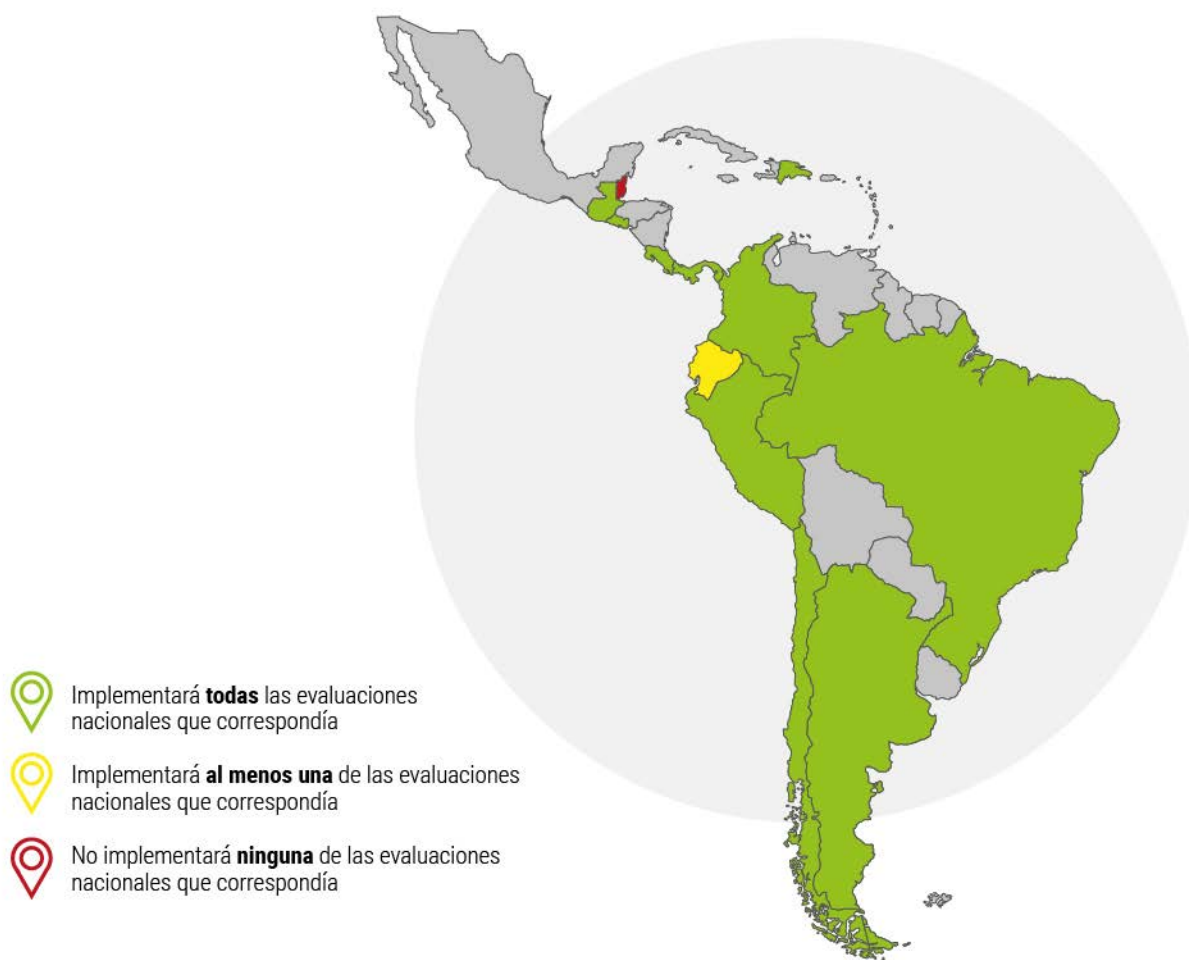 Implementará todas las evaluaciones
nacionales que correspondía
Implementará al menos una de las evaluaciones
nacionales que correspondía
No implementará ninguna de las evaluaciones
nacionales que correspondía